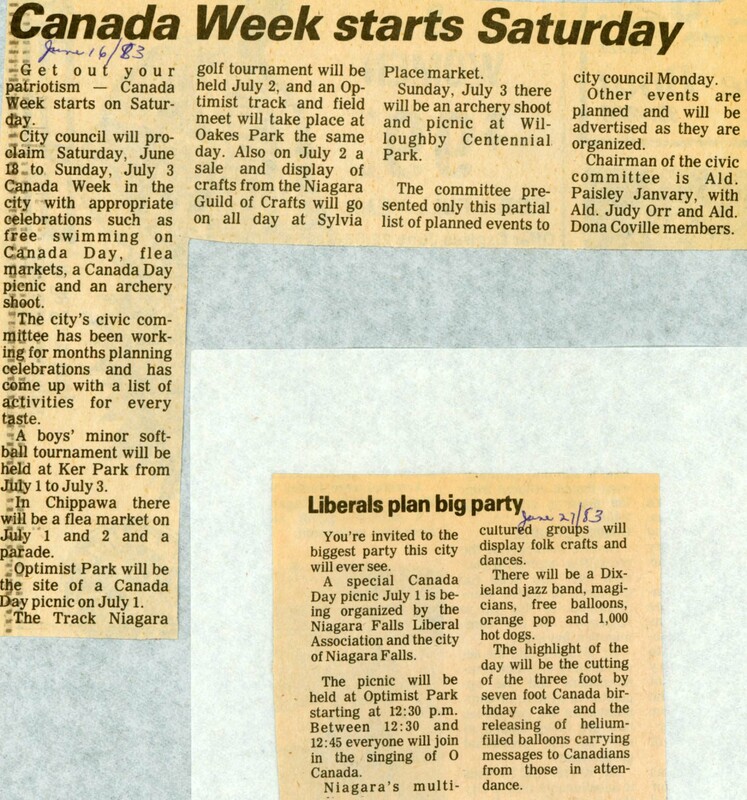 Canada Week starts Saturday
June 16/83
Get out your
patriotism — Canada
Week starts on Satur-
day.
City council will pro-
claim Saturday, June
18 to Sunday, July 3
Canada Week in the
city with appropriate
celebrations such as
free swimming on
Canada Day, flea
markets, a Canada Day
picnic and an archery
shoot.
The city's civic com-
mittee has been work-
ing for months planning
celebrations and has
come up with a list of
activities for every
taste.
A boys' minor soft-
ball tournament will be
held at Ker Park from
July 1 to July 3.
In Chippawa there
will be a flea market on
July 1 and 2 and a
parade.
Optimist Park will be
the site of a Canada
Day picnic on July 1.
The Track Niagara
golf tournament will be
held July 2, and an Op-
timist track and field
meet will take place at
Oakes Park the same
day. Also on July 2 a
sale and display of
crafts from the Niagara
Guild of Crafts will go
on all day at Sylvia
Place market.
Sunday, July 3 there
will be an archery shoot
and picnic at Wil-
loughby Centennial
Park.
The committee pre-
sented only this partial
list of planned events to
city council Monday.
Other events are
planned and will be
advertised as they are
organized.
Chairman of the civic
committee is Ald.
Paisley Janvary, with
Ald. Judy Orr and Ald.
Dona Coville members.
Liberals plan big party
June 27/83
You're invited to the
biggest party this city
will ever see.
A special Canada
Day picnic July 1 is be-
ing organized by the
Niagara Falls Liberal
Association and the city
of Niagara Falls.
The picnic will be
held at Optimist Park
starting at 12:30 p.m.
Between 12:30 and
12:45 everyone will join
in the singing of O
Canada.
Niagara's multi-
cultured groups will
display folk crafts and
dances.
There will be a Dix-
ieland jazz band, magi-
cians, free balloons,
orange pop and 1,000
hot dogs.
The highlight of the
day will be the cutting
of the three foot by
seven foot Canada bir-
thday cake and the
releasing of helium-
filled balloons carrying
messages to Canadians
from those in atten-
dance.